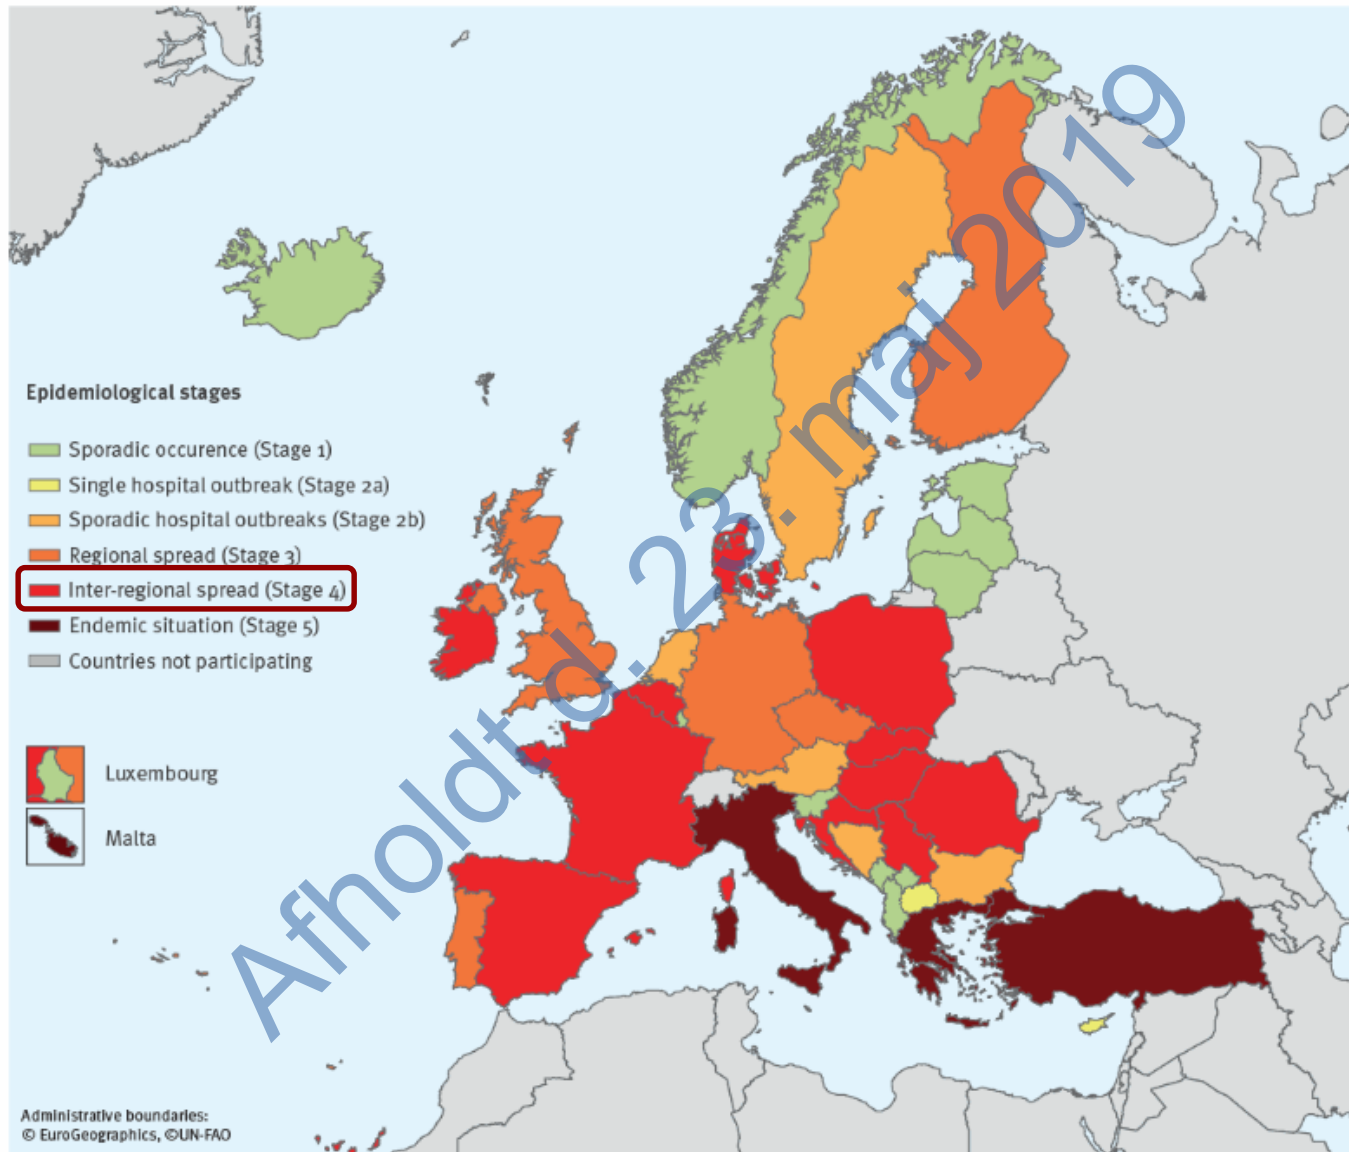 Epidemiological stages
Sporadic occurence (Stage 1)
Single hospital outbreak (Stage 2a)
Sporadic hospital outbreaks (Stage 2b)
Regional spread (Stage 3)
Inter-regional spread (Stage 4)
Endemic situation (Stage 5)
Countries not participating
Luxembourg
Malta
Afholdt d. 23. maj 2019
Administrative boundaries:
© EuroGeographics, ©UN-FAO